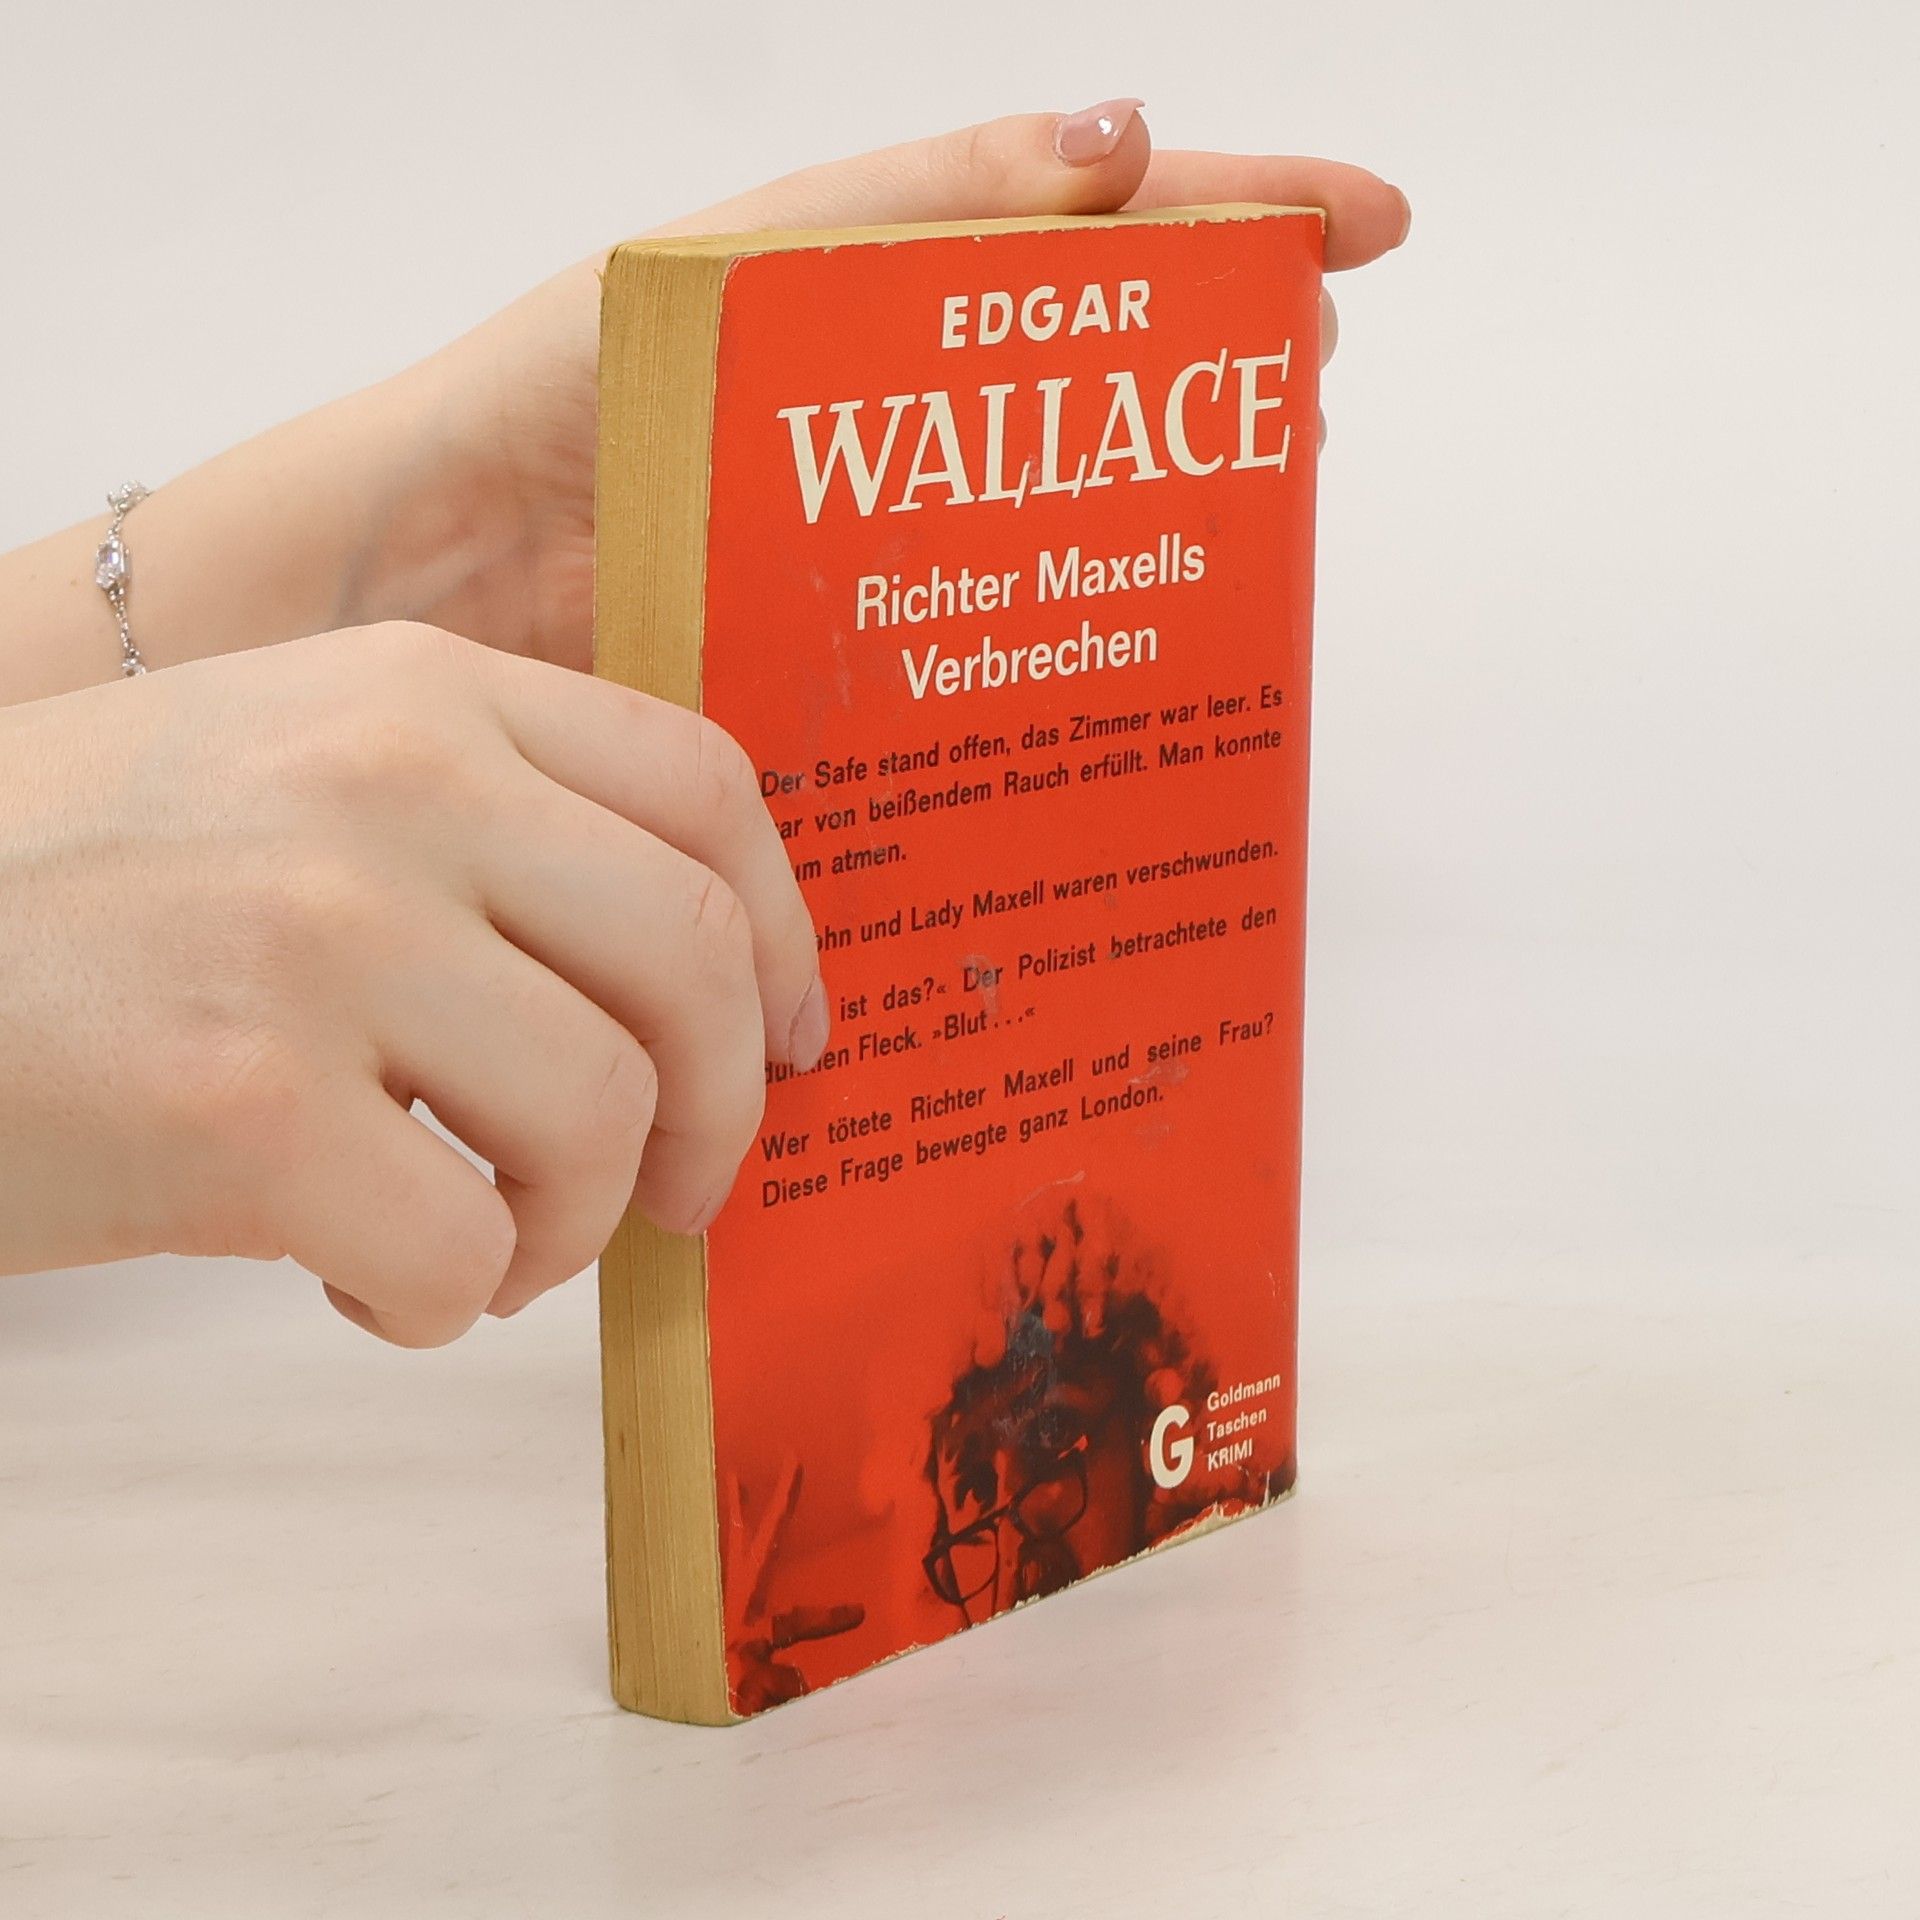 EDGAR
WALLACE
Richter Maxells
Verbrechen
Der Safe stand offen, das Zimmer war leer. Es
von beißendem Rauch erfüllt. Man konnte
atmen.
und Lady Maxell waren verschwunden.
ist das?« Der Polizist betrachtete den
Fleck. »Blut...«
Wer tötete Richter Maxell und seine Frau?
Diese Frage bewegte ganz London.
G
Goldmann
Taschen
KRIMI